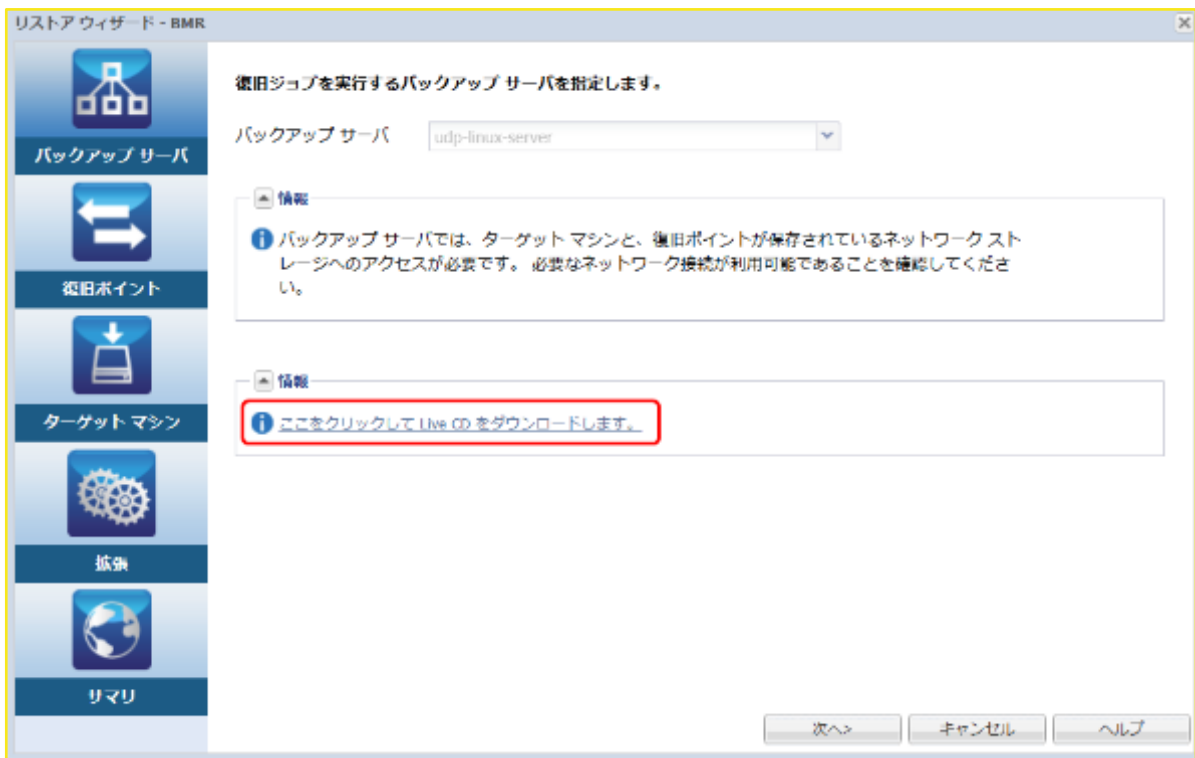 リストア ウィザード - BMR
復旧ジョブを実行するバックアップ サーバを指定します。
バックアップ サーバ
udp-linux-server
情報
バックアップ サーバでは、ターゲット マシンと、復旧ポイントが保存されているネットワーク スト
レージへのアクセスが必要です。 必要なネットワーク接続が利用可能であることを確認してくださ
い。
情報
ここをクリックして Live CD をダウンロードします。
バックアップ サーバ
復旧ポイント
ターゲット マシン
拡張
サマリ
次へ>
キャンセル
ヘルプ